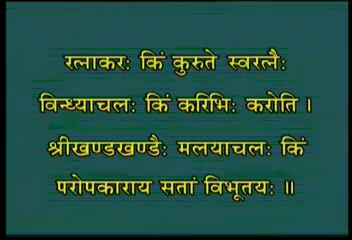 रत्नाकरः किं कुरुते स्वरत्नैः
विन्ध्याचलः किं करिभिः करोति ।
श्रीखण्डखण्डैः मलयाचलः किं
परोपकाराय सतां विभूतयः ॥